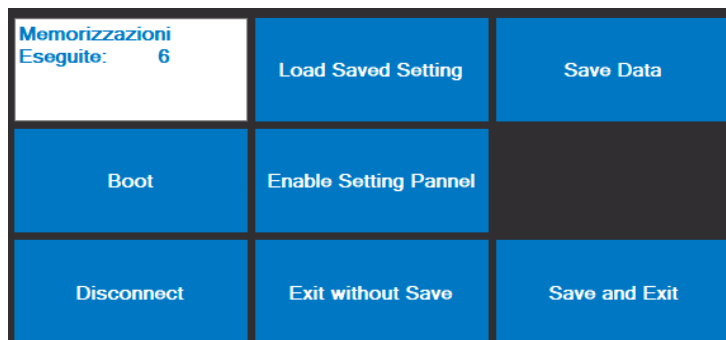 Memorizzazioni
Eseguite: 6
Load Saved Setting
Save Data
Boot
Enable Setting Pannel
Disconnect
Exit without Save
Save and Exit